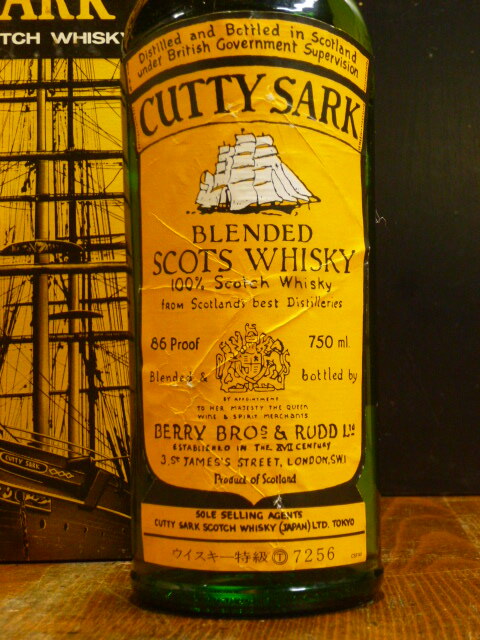 ARK
TCH WHISKY
CUTTY SARK
Distilled and Bottled in Scotland
under British Government Supervision
CUTTY SARK
BLENDED
SCOTS WHISKY
100% Scotch Whisky
from Scotland's best Distilleries
86 Proof 750 ml.
Blended & bottled by
BY APPOINTMENT
TO HER MAJESTY THE QUEEN
WINE & SPIRIT MERCHANTS
BERRY BROS & RUDD LTD
ESTABLISHED IN THE XVII CENTURY
3, ST JAMES'S STREET, LONDON, SW1
Product of Scotland
SOLE SELLING AGENTS
CUTTY SARK SCOTCH WHISKY (JAPAN) LTD. TOKYO
ウイスキー特級 Ⓣ 7256